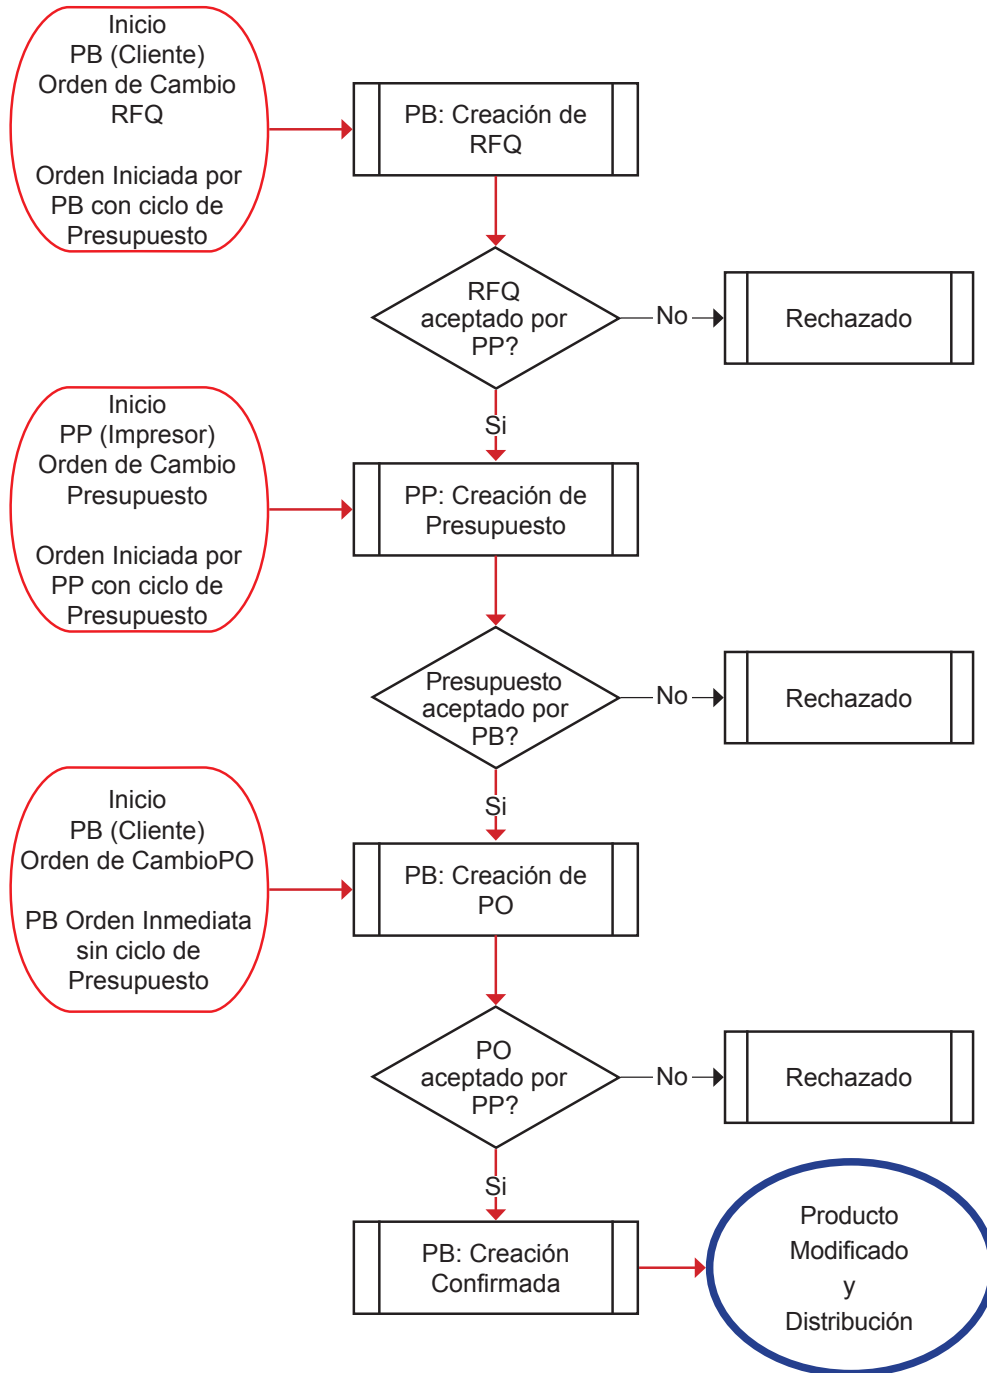 Inicio
PB (Cliente)
Orden de Cambio
RFQ
Orden Iniciada por
PB con ciclo de
Presupuesto
PB: Creación de
RFQ
RFQ
aceptado por
PP?
No
Rechazado
Si
Inicio
PP (Impresor)
Orden de Cambio
Presupuesto
Orden Iniciada por
PP con ciclo de
Presupuesto
PP: Creación de
Presupuesto
Presupuesto
aceptado por
PB?
No
Rechazado
Si
Inicio
PB (Cliente)
Orden de CambioPO
PB Orden Inmediata
sin ciclo de
Presupuesto
PB: Creación de
PO
PO
aceptado por
PP?
No
Rechazado
Si
PB: Creación
Confirmada
Producto
Modificado
y
Distribución